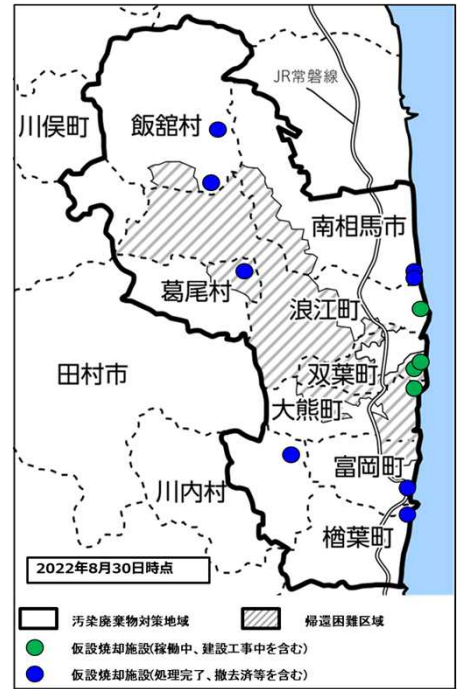 JR常磐線
川俣町
飯舘村
南相馬市
葛尾村
浪江町
田村市
双葉町
大熊町
富岡町
川内村
楢葉町
2022年8月30日時点
汚染廃棄物対策地域
帰還困難区域
仮設焼却施設(稼働中、建設工事中を含む)
仮設焼却施設(処理完了、撤去済等を含む)